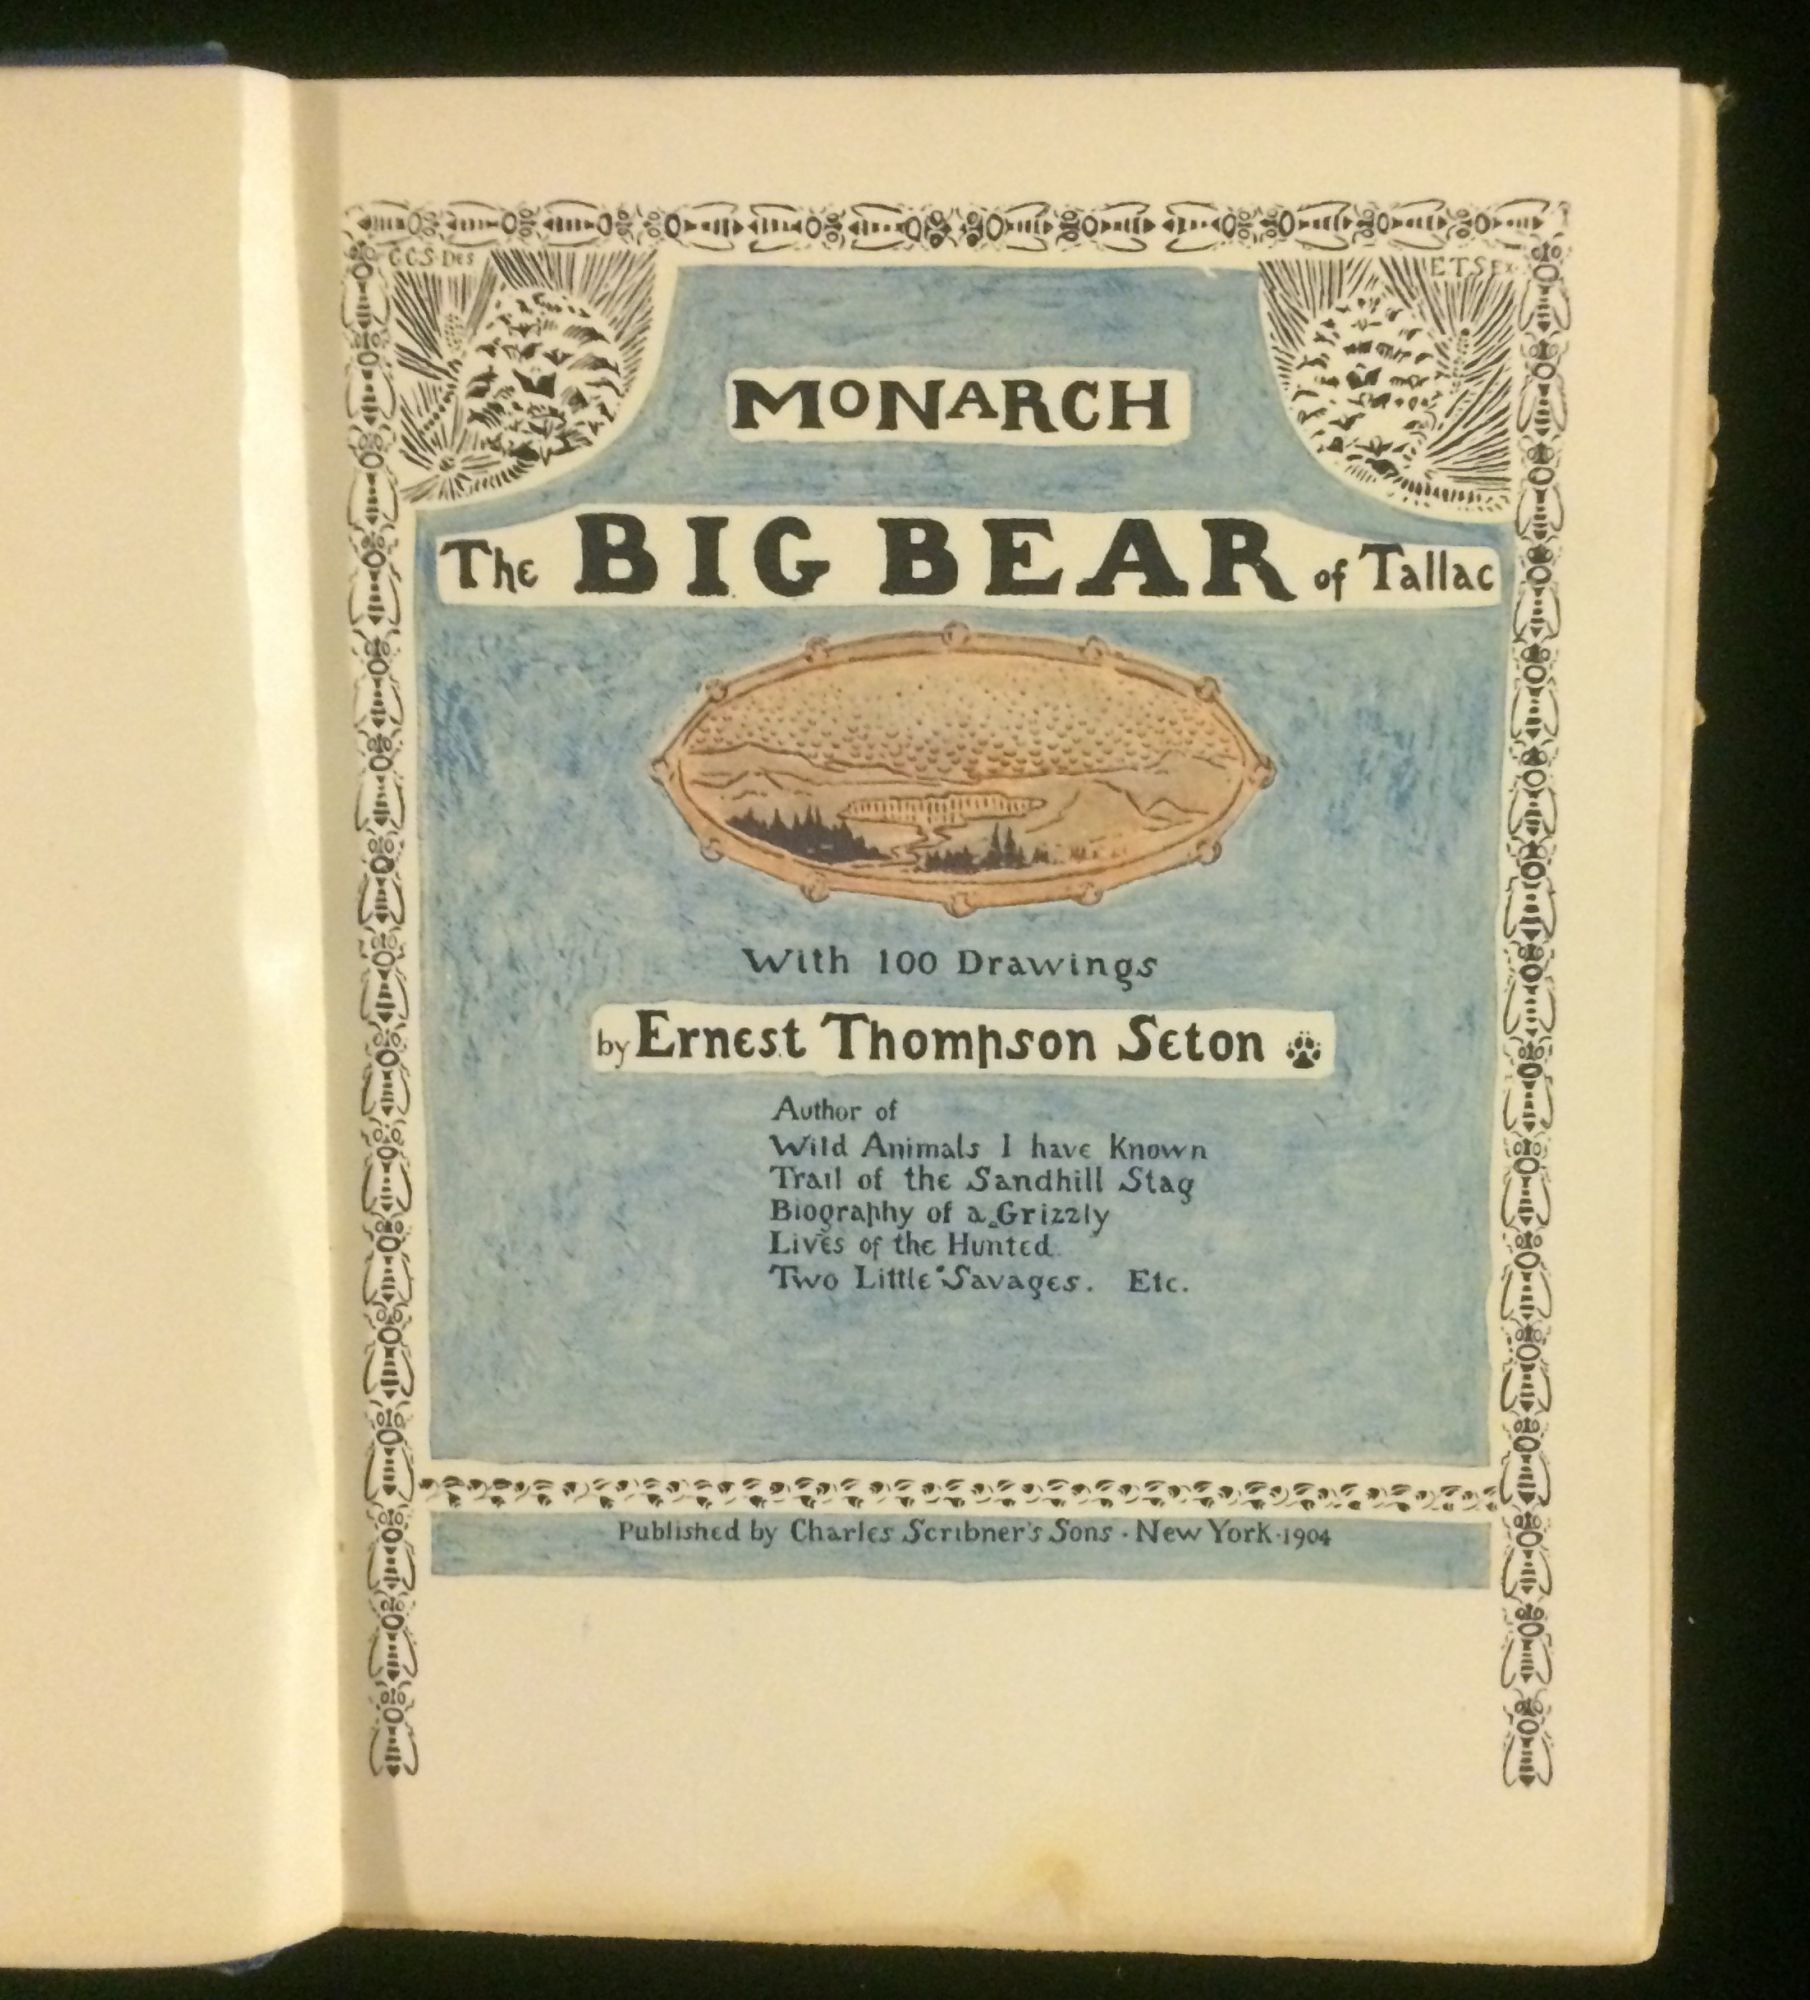 C.C.S. Des
E.T.S. Ex.
MONARCH
The BIG BEAR of Tallac
With 100 Drawings
by Ernest Thompson Seton
Author of
Wild Animals I have Known
Trail of the Sandhill Stag
Biography of a Grizzly
Lives of the Hunted
Two Little Savages. Etc.
Published by Charles Scribner's Sons · New York · 1904